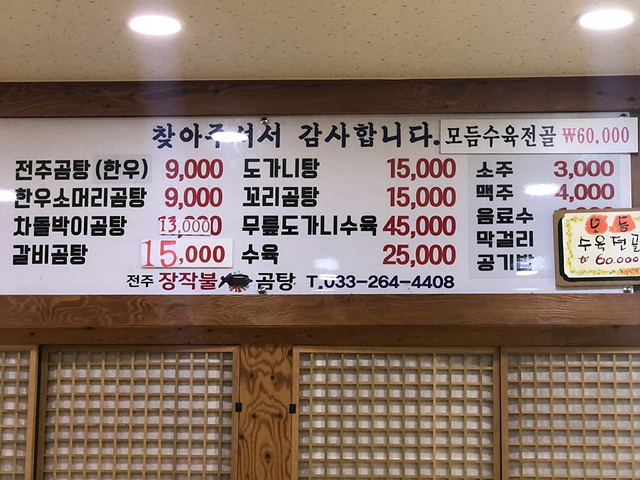 찾아주셔서 감사합니다.
모듬수육전골 ₩60.000
전주곰탕 (한우) 9,000
한우소머리곰탕 9,000
차돌박이곰탕 13,000
갈비곰탕 15,000
도가니탕 15,000
꼬리곰탕 15,000
무릎도가니수육 45,000
수육 25,000
소주 3,000
맥주 4,000
음료수
막걸리
공기밥
모듬
수육전골
₩ 60.000
전주 장작불 곰탕 T.033-264-4408